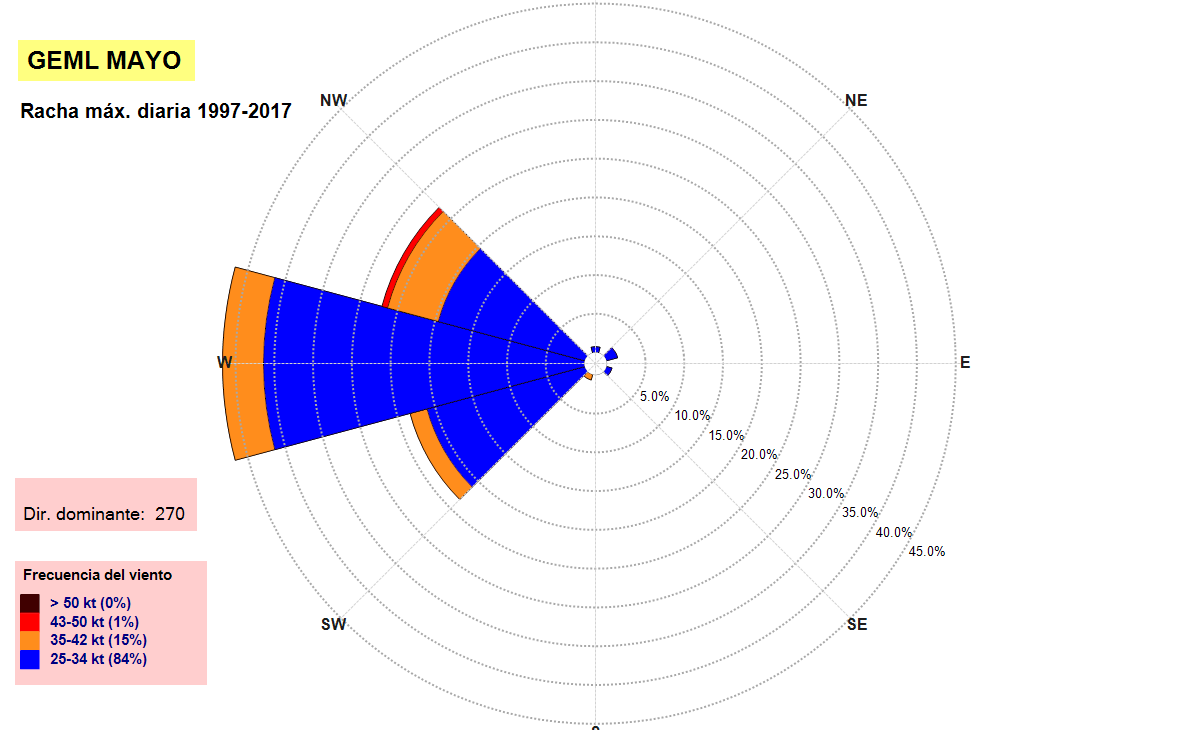 GEML MAYO
Racha máx. diaria 1997-2017
NW
NE
W
E
5.0%
10.0%
15.0%
20.0%
25.0%
30.0%
35.0%
40.0%
45.0%
Dir. dominante: 270
Frecuencia del viento
> 50 kt (0%)
43-50 kt (1%)
35-42 kt (15%)
25-34 kt (84%)
SW
SE